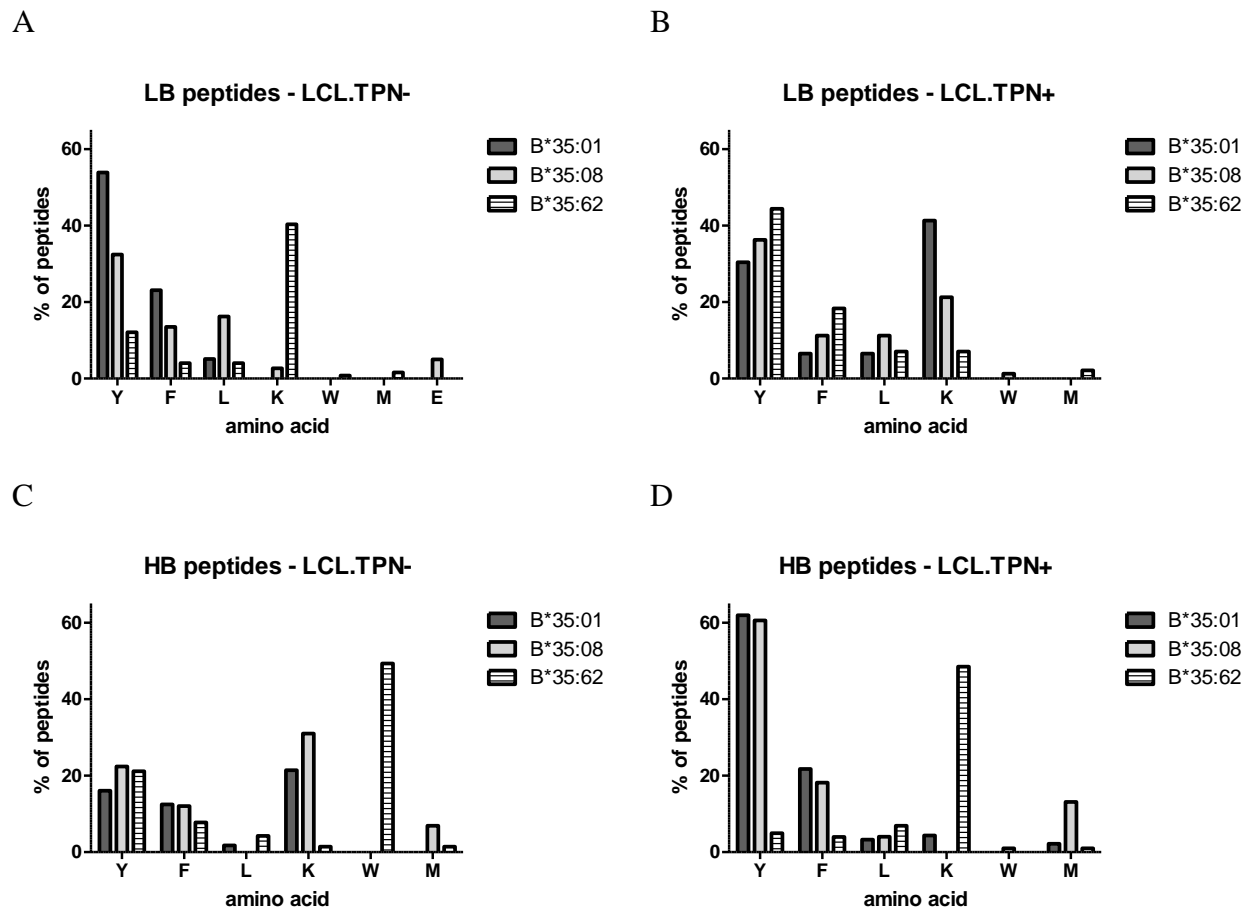 A
LB peptides - LCL.TPN-
% of peptides
60
40
20
0
Y F L K W M E
amino acid
B*35:01
B*35:08
B*35:62
B
LB peptides - LCL.TPN+
% of peptides
60
40
20
0
Y F L K W M
amino acid
B*35:01
B*35:08
B*35:62
C
HB peptides - LCL.TPN-
% of peptides
60
40
20
0
Y F L K W M
amino acid
B*35:01
B*35:08
B*35:62
D
HB peptides - LCL.TPN+
% of peptides
60
40
20
0
Y F L K W M
amino acid
B*35:01
B*35:08
B*35:62